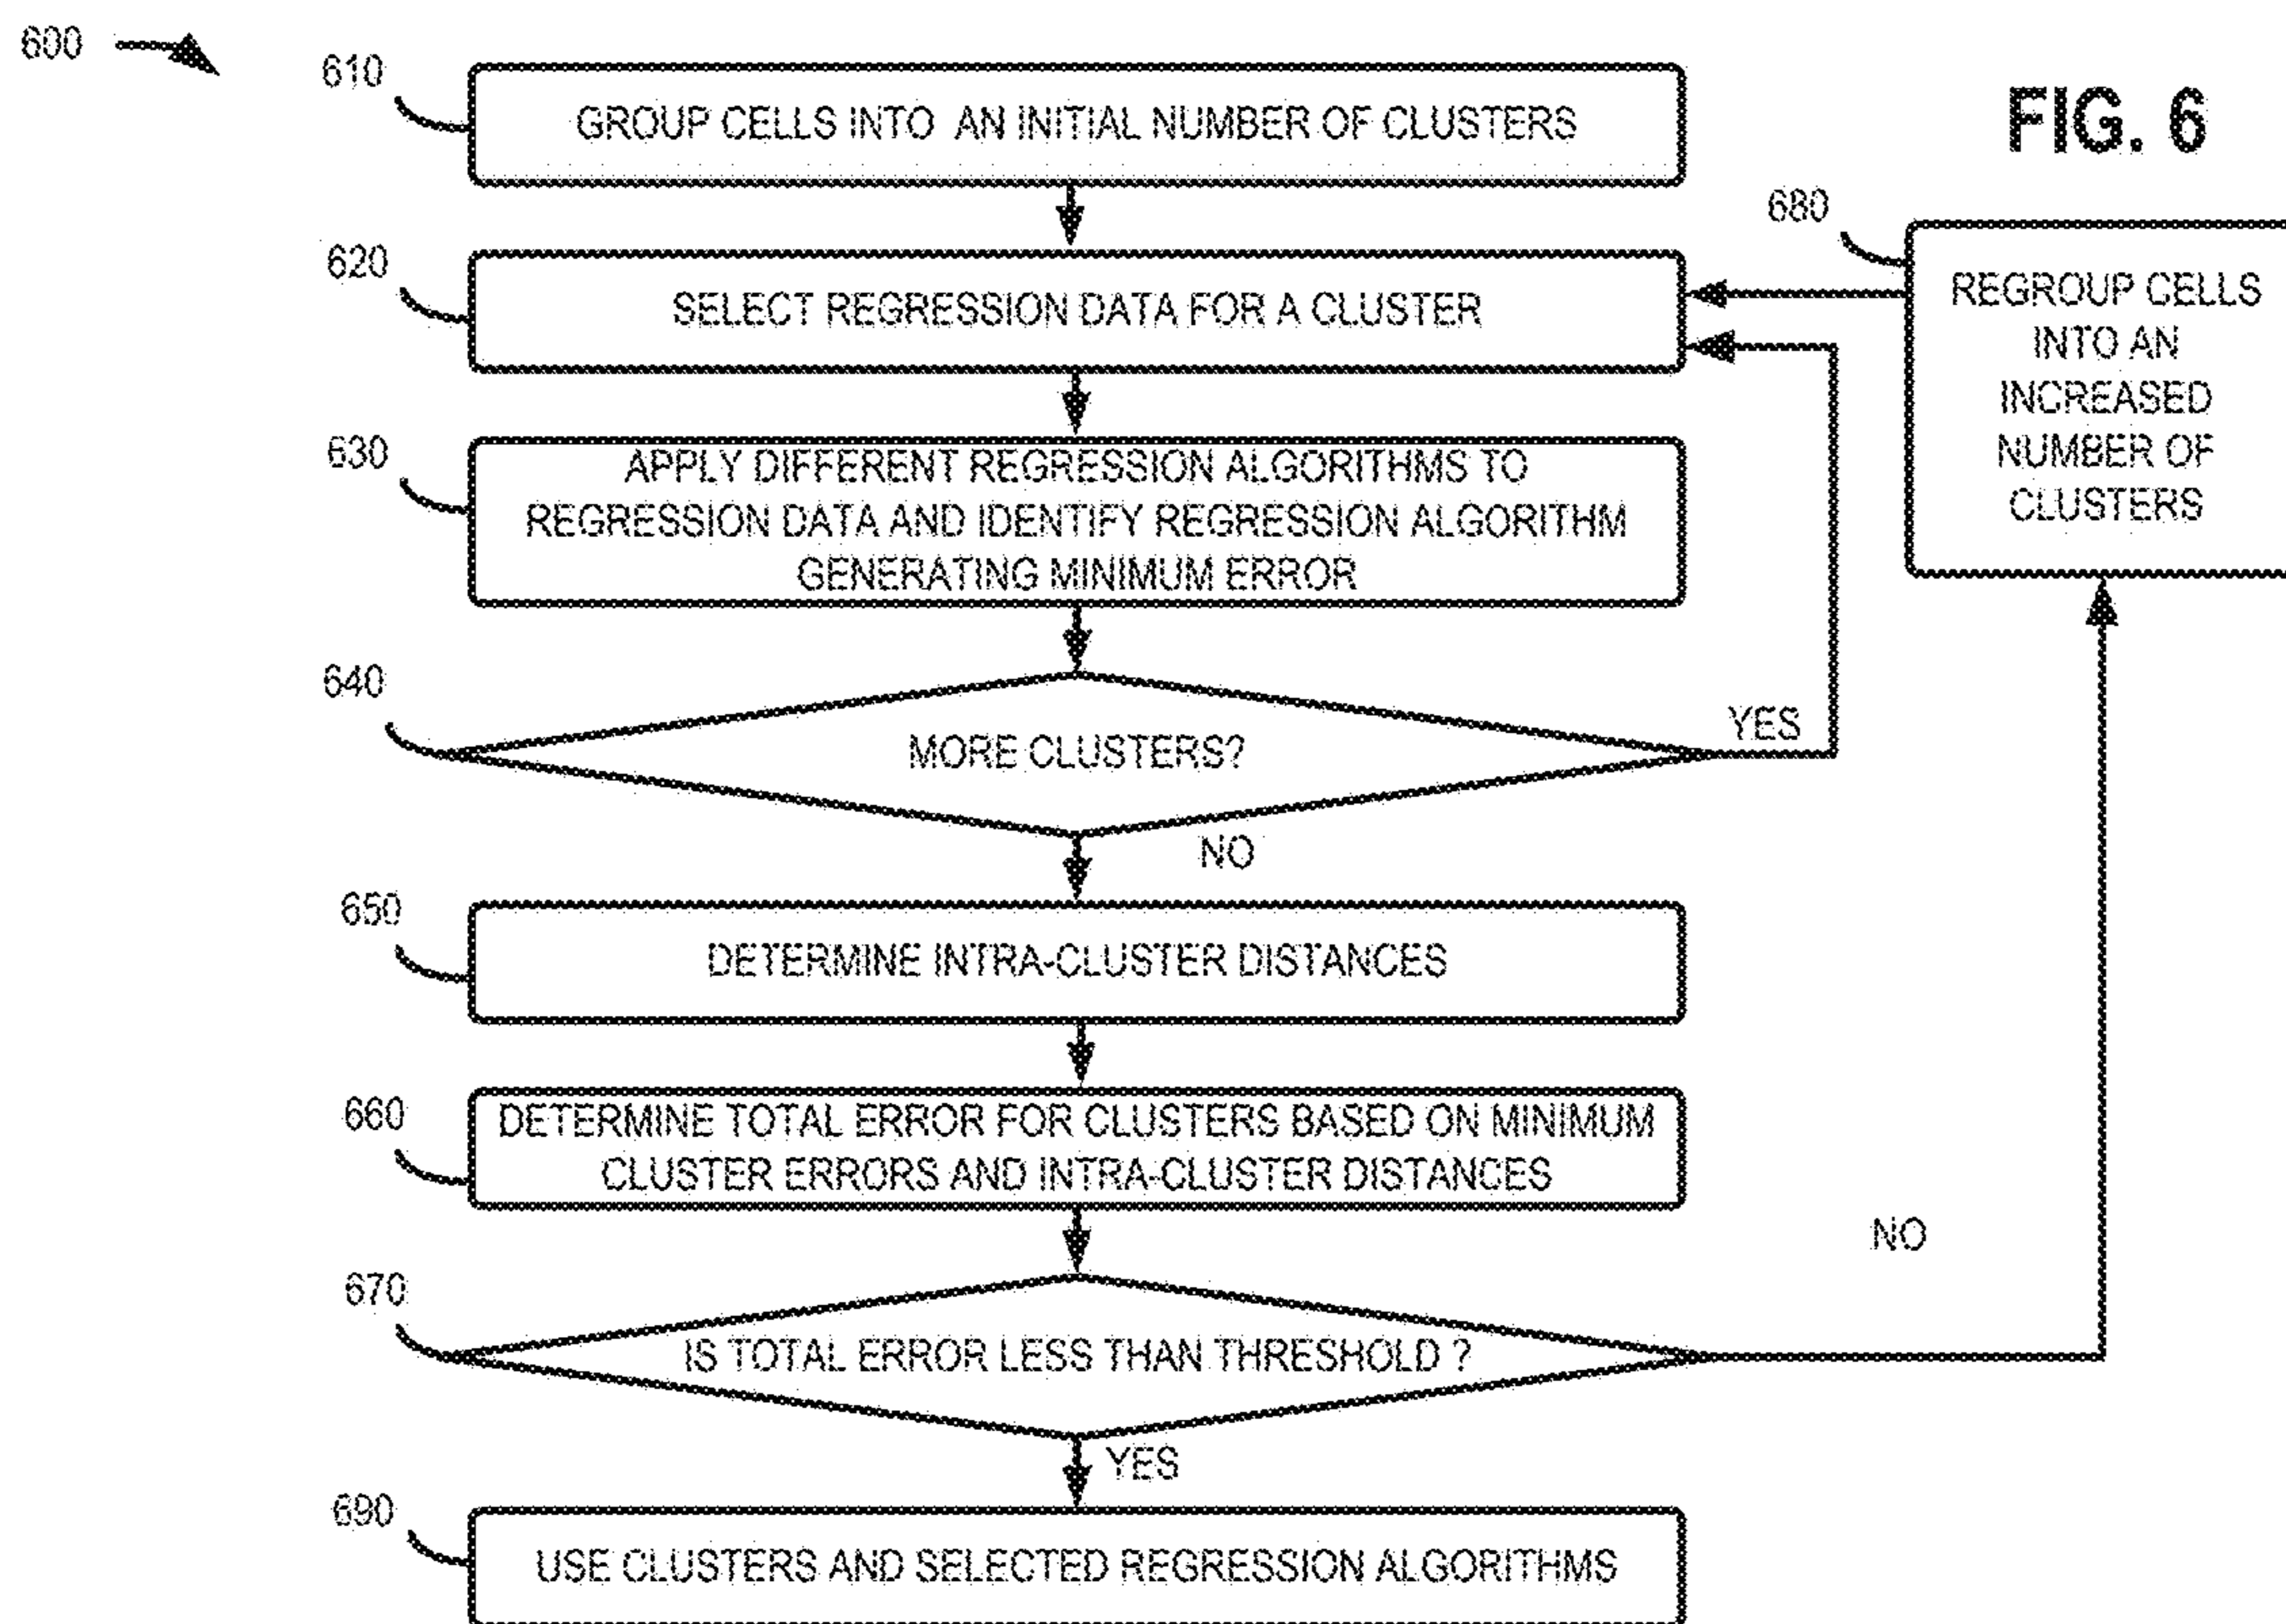 600
610
GROUP CELLS INTO AN INITIAL NUMBER OF CLUSTERS
FIG. 6
620
SELECT REGRESSION DATA FOR A CLUSTER
680
REGROUP CELLS
INTO AN
INCREASED
NUMBER OF
CLUSTERS
630
APPLY DIFFERENT REGRESSION ALGORITHMS TO
REGRESSION DATA AND IDENTIFY REGRESSION ALGORITHM
GENERATING MINIMUM ERROR
640
MORE CLUSTERS?
YES
NO
650
DETERMINE INTRA-CLUSTER DISTANCES
660
DETERMINE TOTAL ERROR FOR CLUSTERS BASED ON MINIMUM
CLUSTER ERRORS AND INTRA-CLUSTER DISTANCES
670
IS TOTAL ERROR LESS THAN THRESHOLD ?
NO
YES
690
USE CLUSTERS AND SELECTED REGRESSION ALGORITHMS